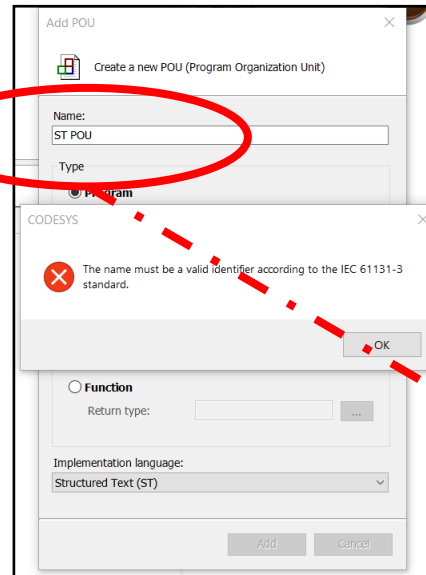 Add POU
Create a new POU (Program Organization Unit)
Name:
ST POU
Type
Program
CODESYS
The name must be a valid identifier according to the IEC 61131-3
standard.
OK
Function
Return type:
...
Implementation language:
Structured Text (ST)
Add
Cancel